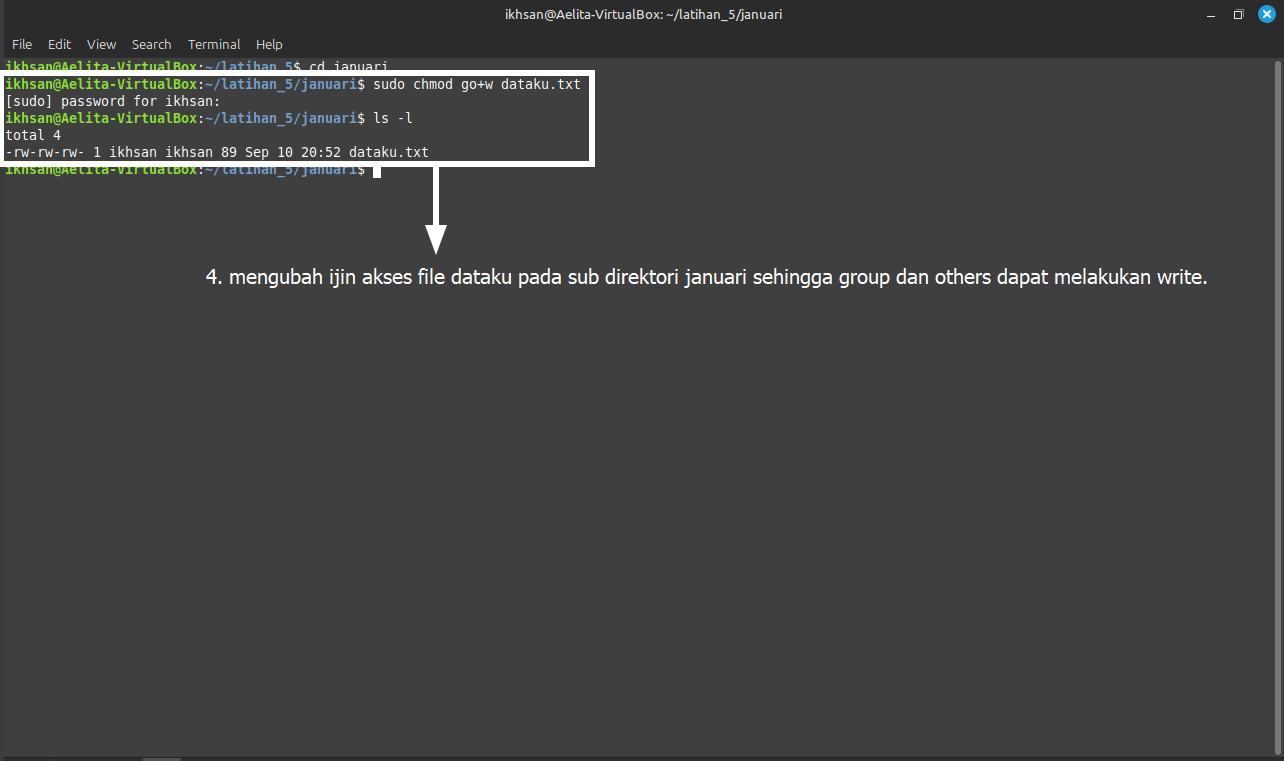 ikhsan@Aelita-VirtualBox: ~/latihan_5/januari
File Edit View Search Terminal Help
ikhsan@Aelita-VirtualBox:~/latihan_5$ cd januari
ikhsan@Aelita-VirtualBox:~/latihan_5/januari$ sudo chmod go+w dataku.txt
[sudo] password for ikhsan:
ikhsan@Aelita-VirtualBox:~/latihan_5/januari$ ls -l
total 4
-rw-rw-rw- 1 ikhsan ikhsan 89 Sep 10 20:52 dataku.txt
ikhsan@Aelita-VirtualBox:~/latihan_5/januari$
4. mengubah ijin akses file dataku pada sub direktori januari sehingga group dan others dapat melakukan write.